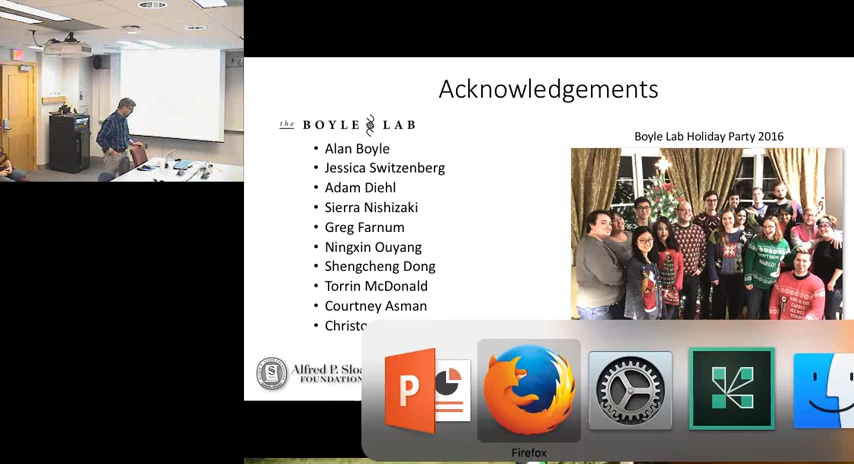 Acknowledgements
the BOYLE LAB
Boyle Lab Holiday Party 2016
• Alan Boyle
• Jessica Switzenberg
• Adam Diehl
• Sierra Nishizaki
• Greg Farnum
• Ningxin Ouyang
• Shengcheng Dong
• Torrin McDonald
• Courtney Asman
• Christo
Alfred P. Sloa
FOUNDATION
P
Firefox